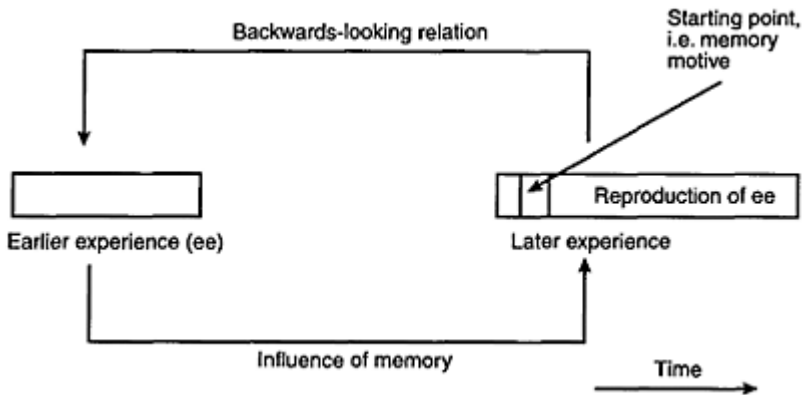 Backwards-looking relation
Starting point,
i.e. memory
motive
Reproduction of ee
Earlier experience (ee)
Later experience
Influence of memory
Time